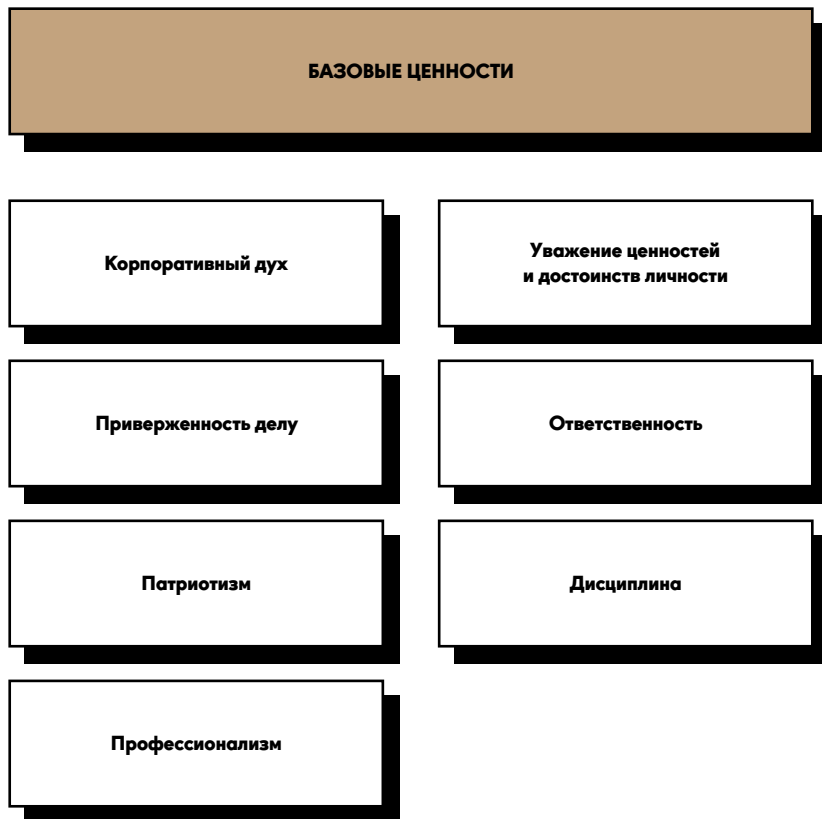 БАЗОВЫЕ ЦЕННОСТИ
Корпоративный дух
Уважение ценностей
и достоинств личности
Приверженность делу
Ответственность
Патриотизм
Дисциплина
Профессионализм